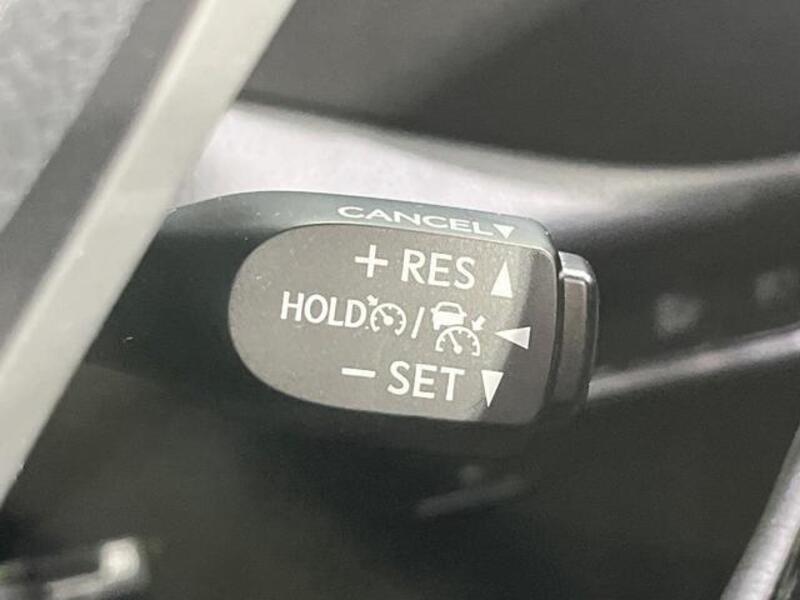 CANCEL▼
+ RES ▲
HOLD / ◀
− SET ▼